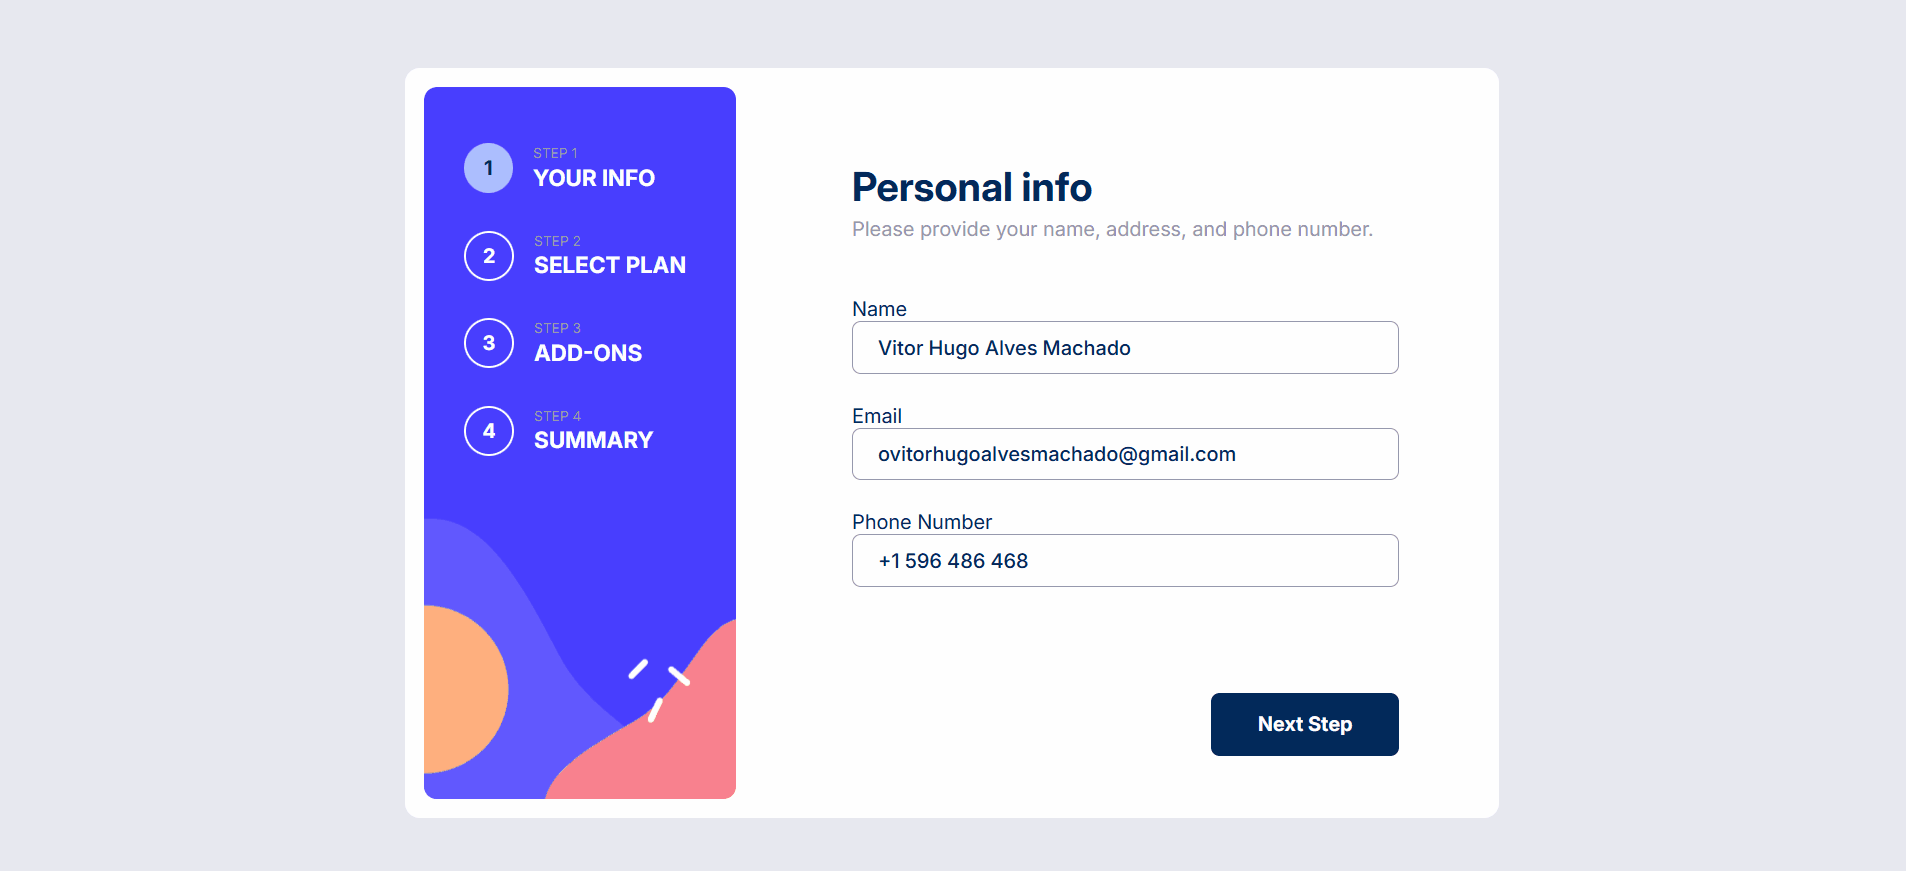 1
STEP 1
YOUR INFO
2
STEP 2
SELECT PLAN
3
STEP 3
ADD-ONS
4
STEP 4
SUMMARY
Personal info
Please provide your name, address, and phone number.
Name
Vitor Hugo Alves Machado
Email
ovitorhugoalvesmachado@gmail.com
Phone Number
+1 596 486 468
Next Step